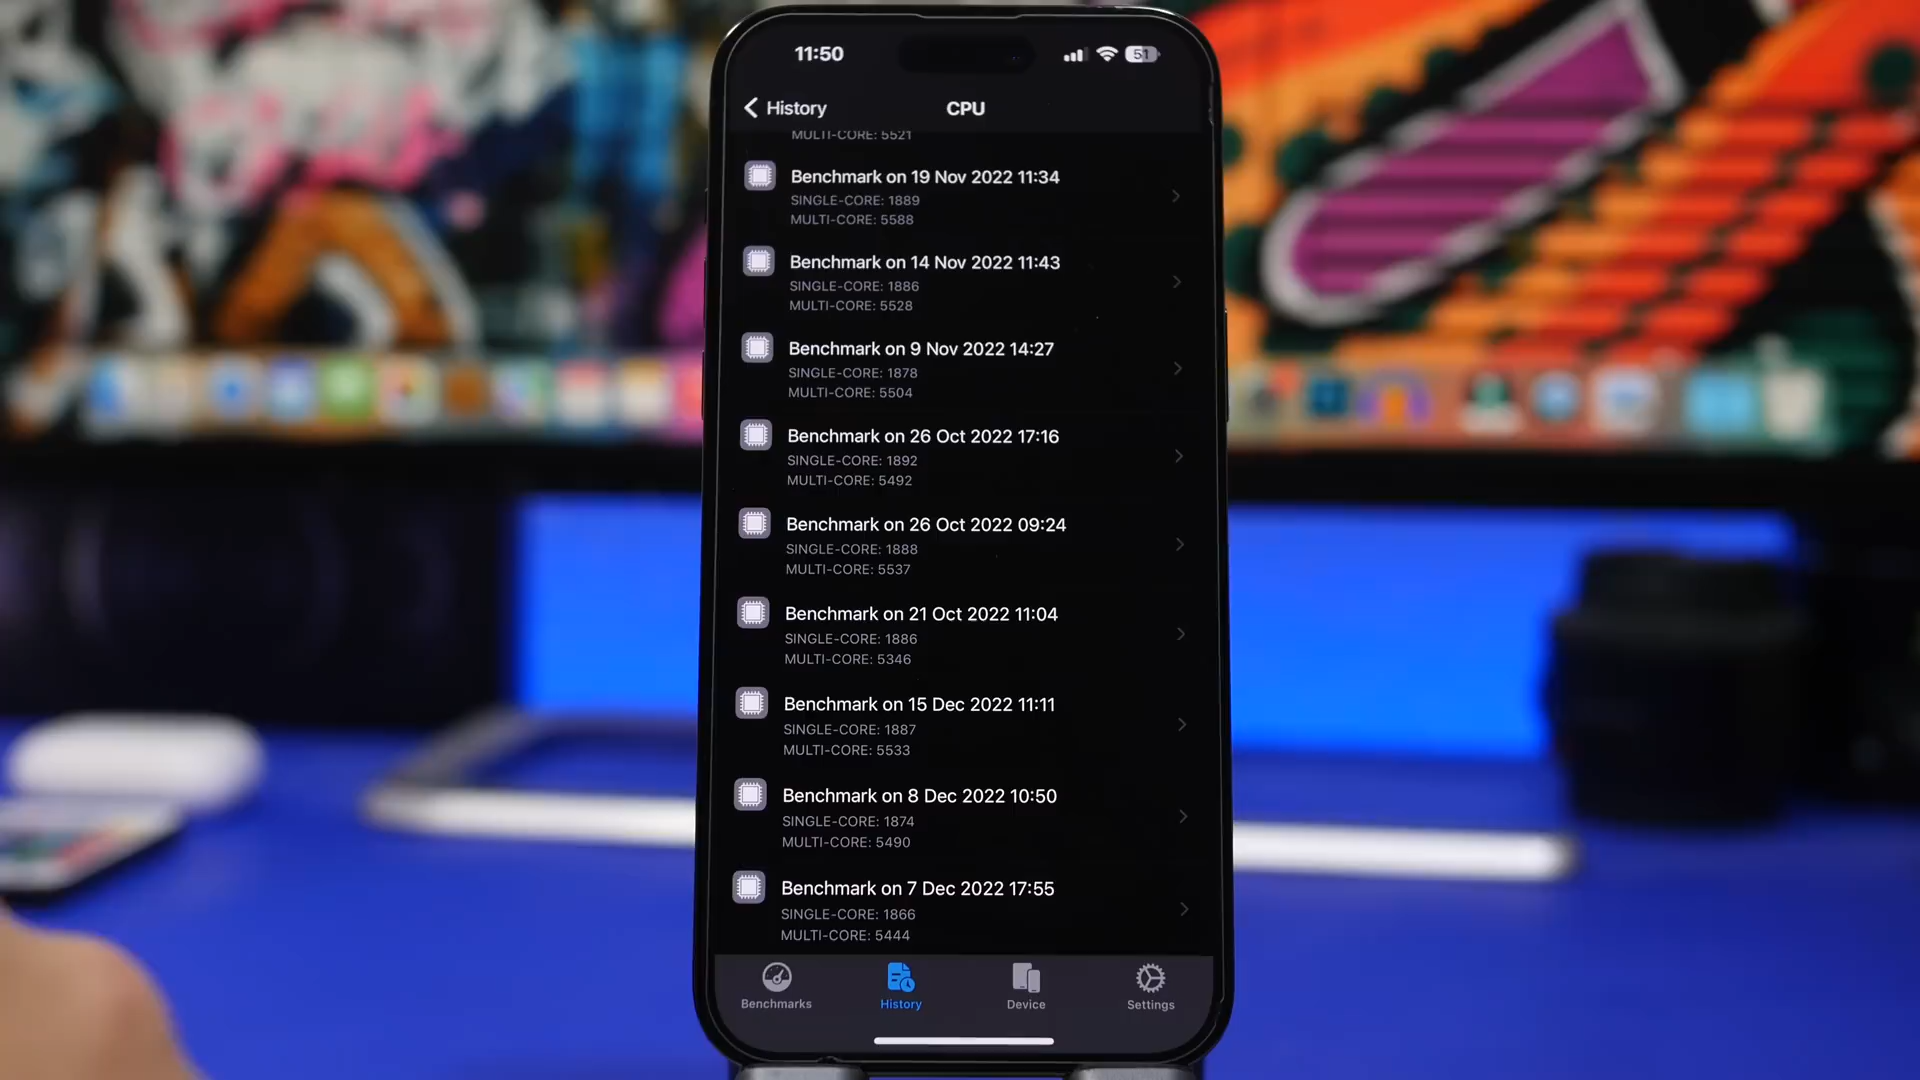 11:50
51
History
CPU
MULTI-CORE: 5521
Benchmark on 19 Nov 2022 11:34
SINGLE-CORE: 1889
MULTI-CORE: 5588
Benchmark on 14 Nov 2022 11:43
SINGLE-CORE: 1886
MULTI-CORE: 5528
Benchmark on 9 Nov 2022 14:27
SINGLE-CORE: 1878
MULTI-CORE: 5504
Benchmark on 26 Oct 2022 17:16
SINGLE-CORE: 1892
MULTI-CORE: 5492
Benchmark on 26 Oct 2022 09:24
SINGLE-CORE: 1888
MULTI-CORE: 5537
Benchmark on 21 Oct 2022 11:04
SINGLE-CORE: 1886
MULTI-CORE: 5346
Benchmark on 15 Dec 2022 11:11
SINGLE-CORE: 1887
MULTI-CORE: 5533
Benchmark on 8 Dec 2022 10:50
SINGLE-CORE: 1874
MULTI-CORE: 5490
Benchmark on 7 Dec 2022 17:55
SINGLE-CORE: 1866
MULTI-CORE: 5444
Benchmarks
History
Device
Settings